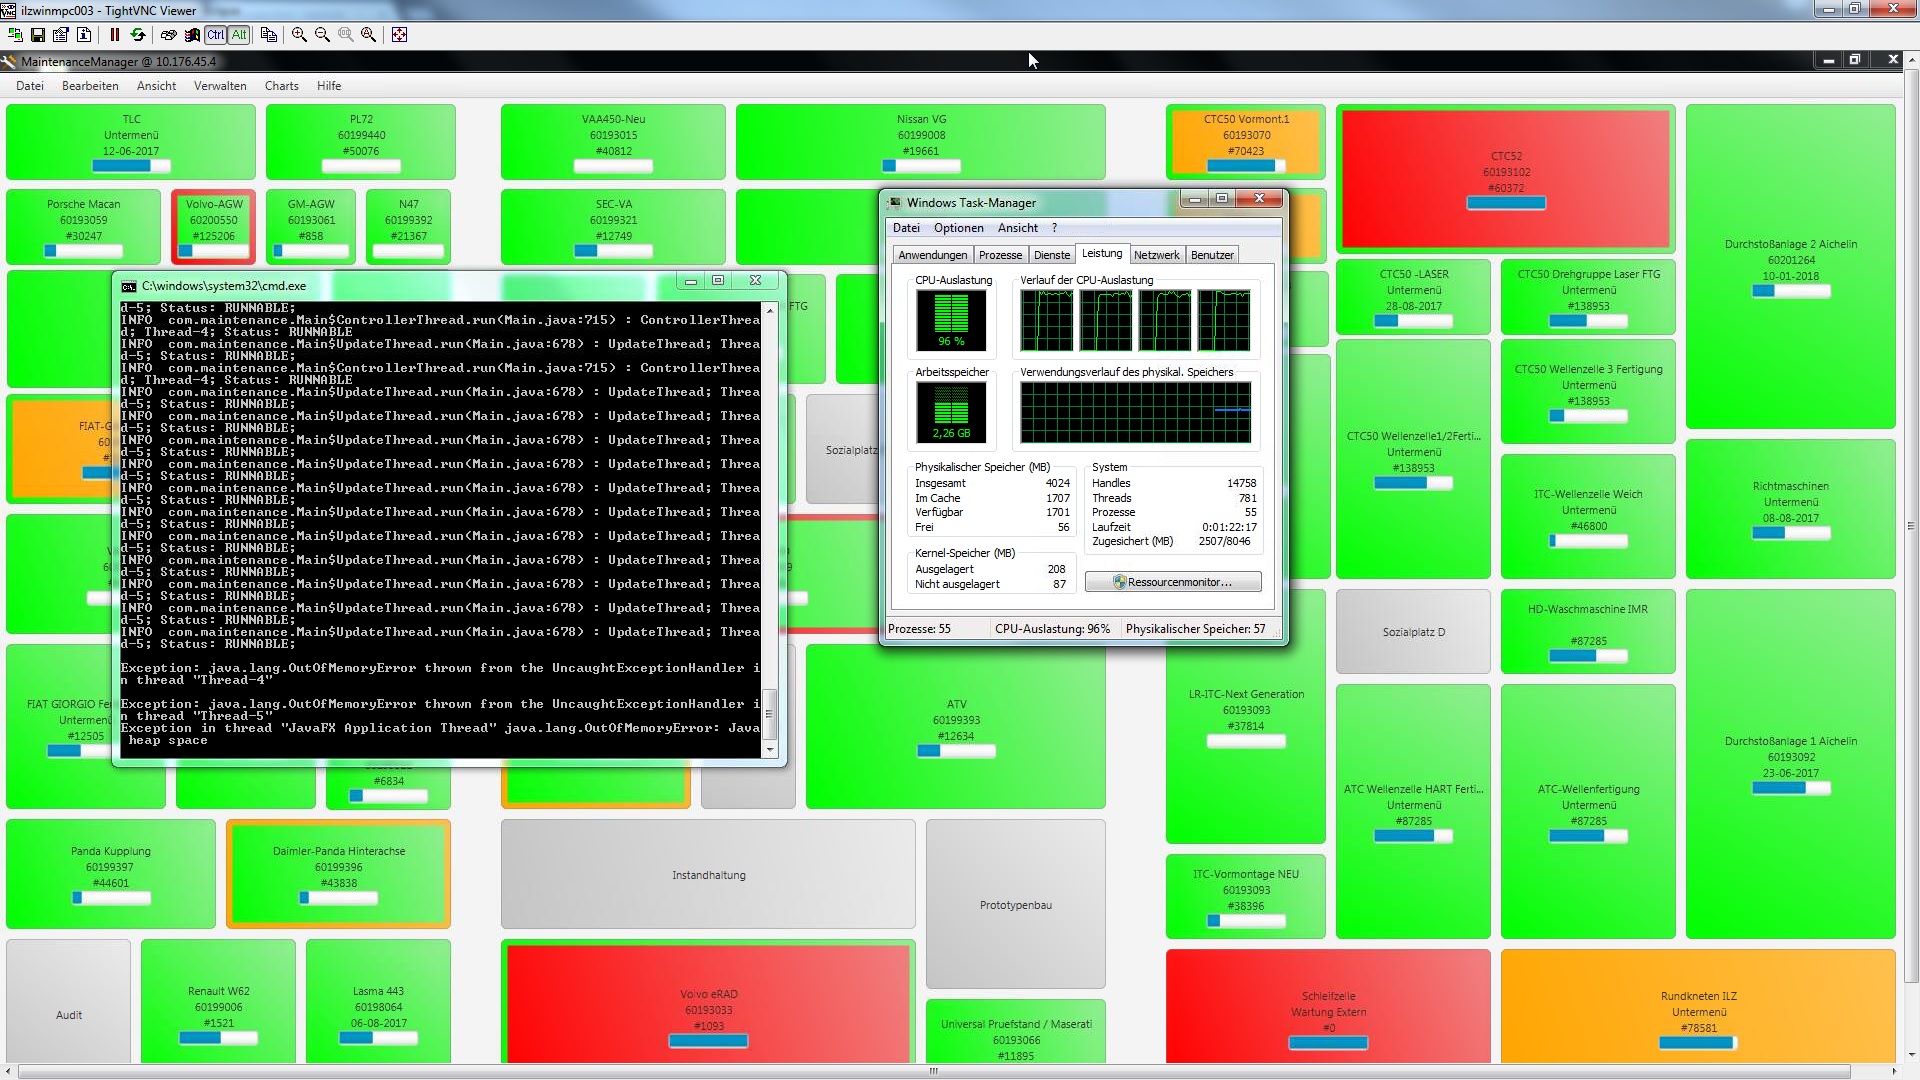 ilzwinmpc003 - TightVNC Viewer
Ctrl Alt
MaintenanceManager @ 10.176.45.4
Datei Bearbeiten Ansicht Verwalten Charts Hilfe
TLC
Untermenü
12-06-2017
PL72
60199440
#50076
VAA450-Neu
60193015
#40812
Nissan VG
60199008
#19661
CTC50 Vormont.1
60193070
#70423
CTC52
60193102
#60372
Durchstoßanlage 2 Aichelin
60201264
10-01-2018
Porsche Macan
60193059
#30247
Volvo-AGW
60200550
#125206
GM-AGW
60193061
#858
N47
60199392
#21367
SEC-VA
60199321
#12749
C:\windows\system32\cmd.exe
d-5; Status: RUNNABLE;
INFO  com.maintenance.Main$ControllerThread.run(Main.java:715) : ControllerThrea
d; Thread-4; Status: RUNNABLE
INFO  com.maintenance.Main$UpdateThread.run(Main.java:678) : UpdateThread; Threa
d-5; Status: RUNNABLE;
INFO  com.maintenance.Main$ControllerThread.run(Main.java:715) : ControllerThrea
d; Thread-4; Status: RUNNABLE
INFO  com.maintenance.Main$UpdateThread.run(Main.java:678) : UpdateThread; Threa
d-5; Status: RUNNABLE;
INFO  com.maintenance.Main$UpdateThread.run(Main.java:678) : UpdateThread; Threa
d-5; Status: RUNNABLE;
INFO  com.maintenance.Main$UpdateThread.run(Main.java:678) : UpdateThread; Threa
d-5; Status: RUNNABLE;
INFO  com.maintenance.Main$UpdateThread.run(Main.java:678) : UpdateThread; Threa
d-5; Status: RUNNABLE;
INFO  com.maintenance.Main$UpdateThread.run(Main.java:678) : UpdateThread; Threa
d-5; Status: RUNNABLE;
INFO  com.maintenance.Main$UpdateThread.run(Main.java:678) : UpdateThread; Threa
d-5; Status: RUNNABLE;
INFO  com.maintenance.Main$UpdateThread.run(Main.java:678) : UpdateThread; Threa
d-5; Status: RUNNABLE;
INFO  com.maintenance.Main$UpdateThread.run(Main.java:678) : UpdateThread; Threa
d-5; Status: RUNNABLE;
INFO  com.maintenance.Main$UpdateThread.run(Main.java:678) : UpdateThread; Threa
d-5; Status: RUNNABLE;
INFO  com.maintenance.Main$UpdateThread.run(Main.java:678) : UpdateThread; Threa
d-5; Status: RUNNABLE;
INFO  com.maintenance.Main$UpdateThread.run(Main.java:678) : UpdateThread; Threa
d-5; Status: RUNNABLE;
Exception: java.lang.OutOfMemoryError thrown from the UncaughtExceptionHandler i
n thread "Thread-4"
Exception: java.lang.OutOfMemoryError thrown from the UncaughtExceptionHandler i
n thread "Thread-5"
Exception in thread "JavaFX Application Thread" java.lang.OutOfMemoryError: Java
 heap space
Windows Task-Manager
Datei Optionen Ansicht ?
Anwendungen Prozesse Dienste Leistung Netzwerk Benutzer
CPU-Auslastung
96 %
Verlauf der CPU-Auslastung
Arbeitsspeicher
2,26 GB
Verwendungsverlauf des physikal. Speichers
Physikalischer Speicher (MB)
Insgesamt 4024
Im Cache 1707
Verfügbar 1701
Frei 56
Kernel-Speicher (MB)
Ausgelagert 208
Nicht ausgelagert 87
System
Handles 14758
Threads 781
Prozesse 55
Laufzeit 0:01:22:17
Zugesichert (MB) 2507/8046
Ressourcenmonitor...
Prozesse: 55 CPU-Auslastung: 96% Physikalischer Speicher: 57
FTG
Sozialplatz
FIAT-G
60
CTC50 -LASER
Untermenü
28-08-2017
CTC50 Drehgruppe Laser FTG
Untermenü
#138953
CTC50 Wellenzelle 3 Fertigung
Untermenü
#138953
CTC50 Wellenzelle1/2Ferti...
Untermenü
#138953
ITC-Wellenzelle Weich
Untermenü
#46800
Richtmaschinen
Untermenü
08-08-2017
Sozialplatz D
HD-Waschmaschine IMR
#87285
FIAT GIORGIO Fe
Untermenü
#12505
#6834
ATV
60199393
#12634
LR-ITC-Next Generation
60193093
#37814
ATC Wellenzelle HART Ferti...
Untermenü
#87285
ATC-Wellenfertigung
Untermenü
#87285
Durchstoßanlage 1 Aichelin
60193092
23-06-2017
Panda Kupplung
60199397
#44601
Daimler-Panda Hinterachse
60199396
#43838
Instandhaltung
Prototypenbau
ITC-Vormontage NEU
60193093
#38396
Audit
Renault W62
60199006
#1521
Lasma 443
60198064
06-08-2017
Volvo eRAD
60193033
#1093
Universal Pruefstand / Maserati
60193066
#11895
Schleifzelle
Wartung Extern
#0
Rundkneten ILZ
Untermenü
#78581